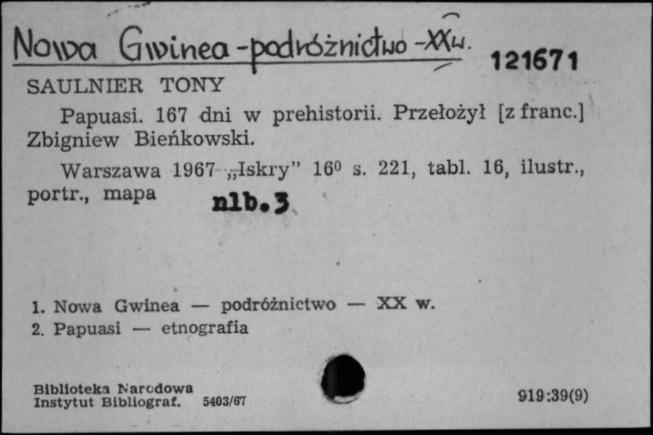 Nowa Gwinea - podróżnictwo - XX w.
121671
SAULNIER TONY
Papuasi. 167 dni w prehistorii. Przełożył [z franc.]
Zbigniew Bieńkowski.
Warszawa 1967 „Iskry” 16⁰ s. 221, tabl. 16, ilustr.,
portr., mapa
nlb. 3
1. Nowa Gwinea — podróżnictwo — XX w.
2. Papuasi — etnografia
Biblioteka Narodowa
Instytut Bibliograf. 5403/67
919:39(9)